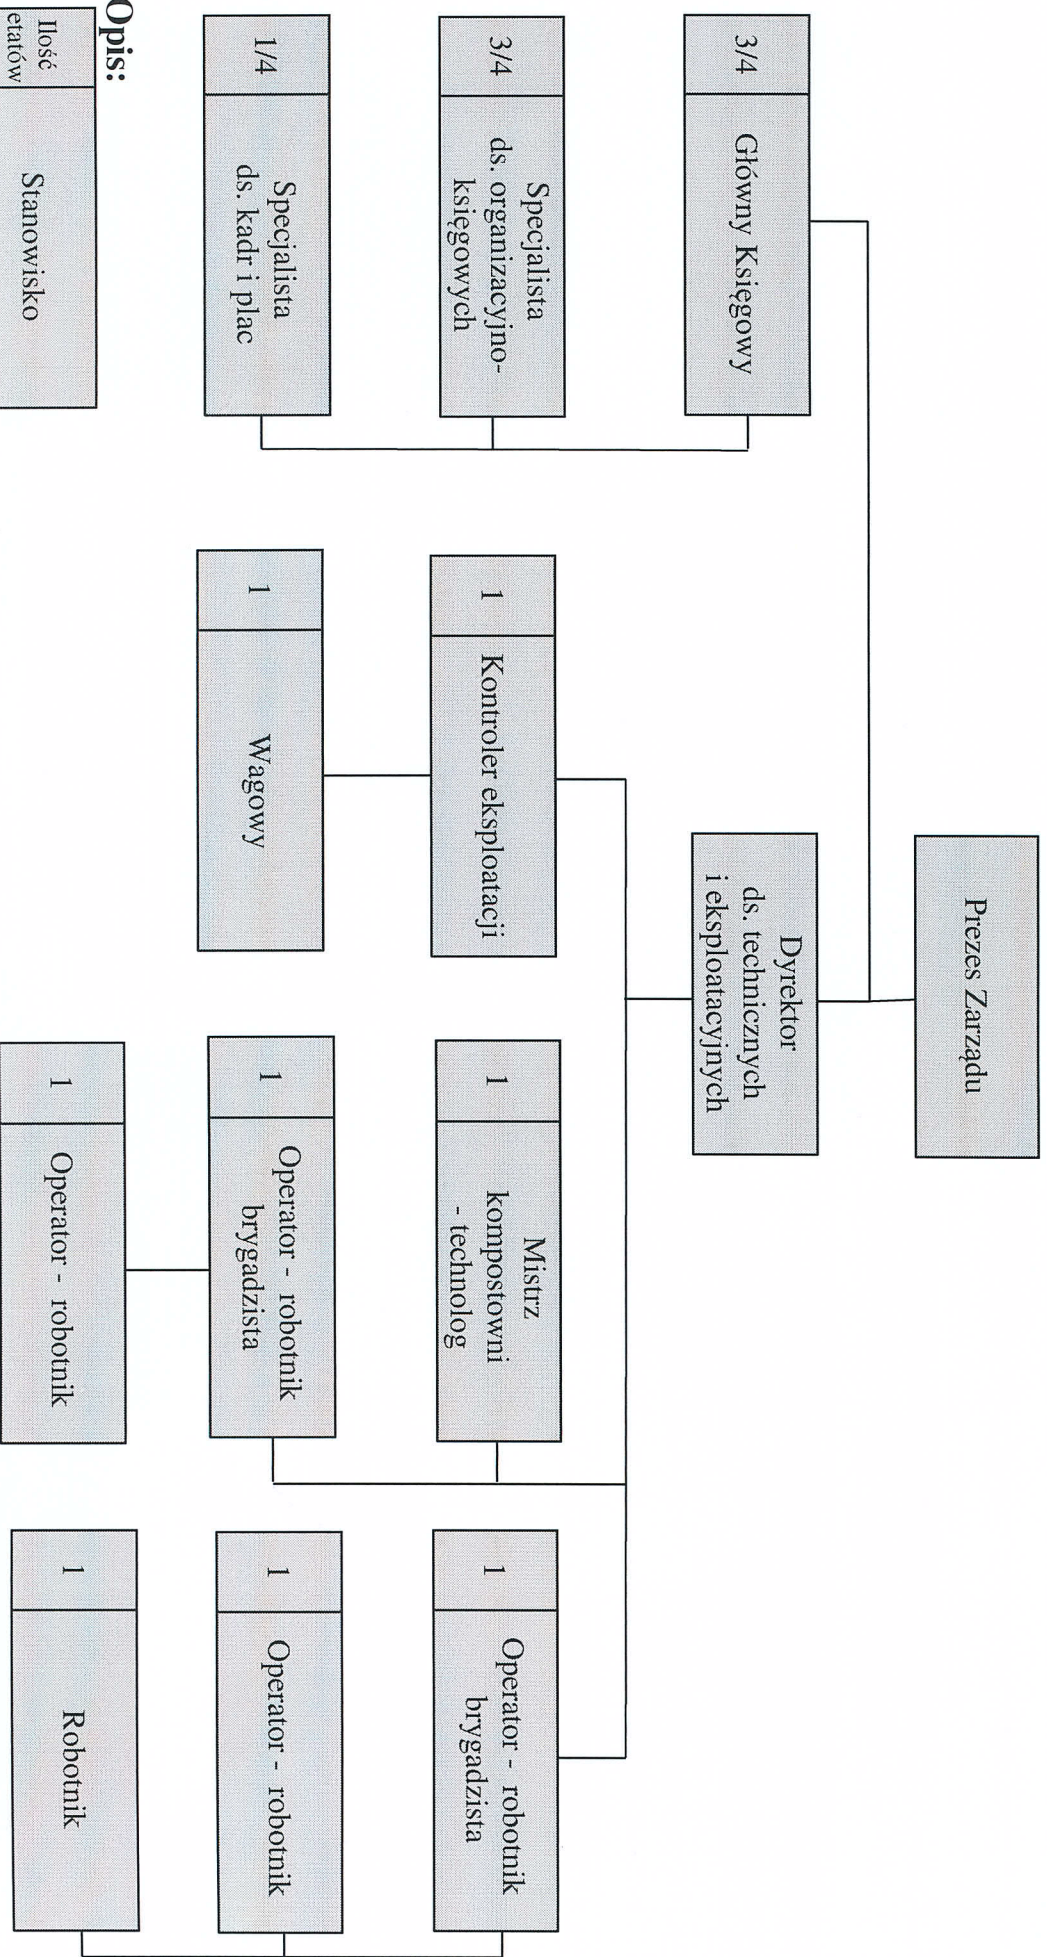 Prezes Zarządu
Dyrektor
ds. technicznych
i eksploatacyjnych
3/4
Główny Księgowy
3/4
Specjalista
ds. organizacyjno-
księgowych
1/4
Specjalista
ds. kadr i plac
1
Kontroler eksploatacji
1
Wagowy
1
Mistrz
kompostowni
- technolog
1
Operator - robotnik
brygadzista
1
Operator - robotnik
1
Operator - robotnik
brygadzista
1
Operator - robotnik
1
Robotnik
Opis:
Ilość
etatów
Stanowisko